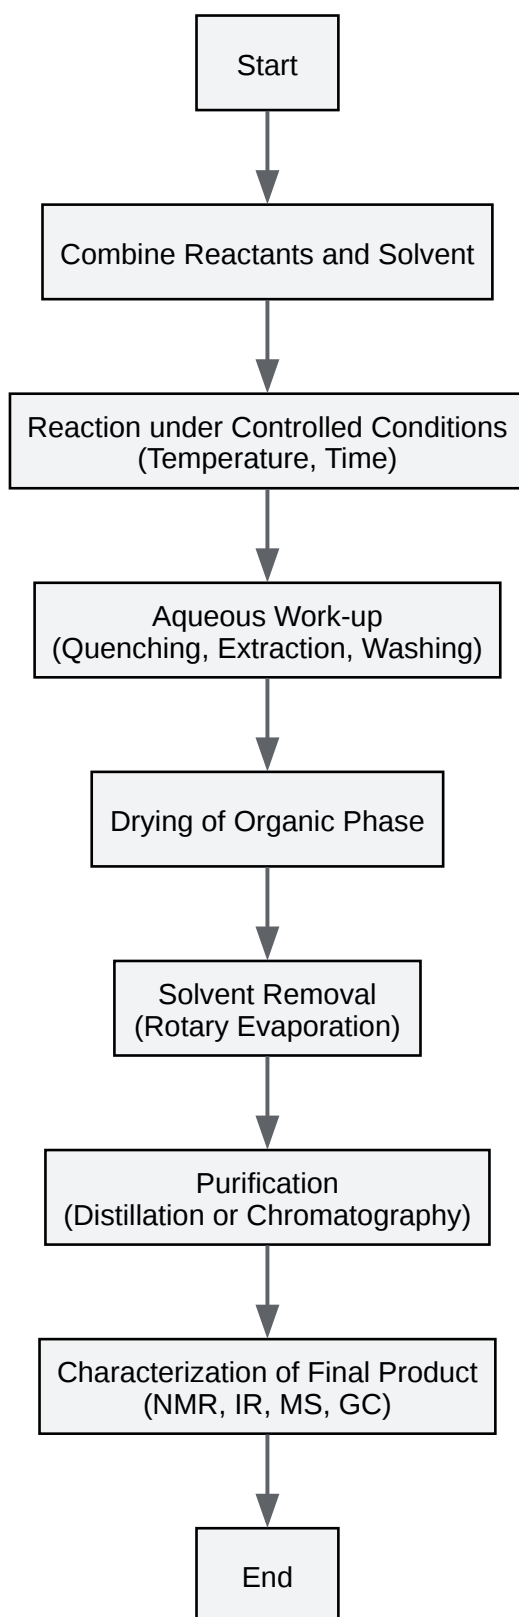 Start
Combine Reactants and Solvent
Reaction under Controlled Conditions
(Temperature, Time)
Aqueous Work-up
(Quenching, Extraction, Washing)
Drying of Organic Phase
Solvent Removal
(Rotary Evaporation)
Purification
(Distillation or Chromatography)
Characterization of Final Product
(NMR, IR, MS, GC)
End